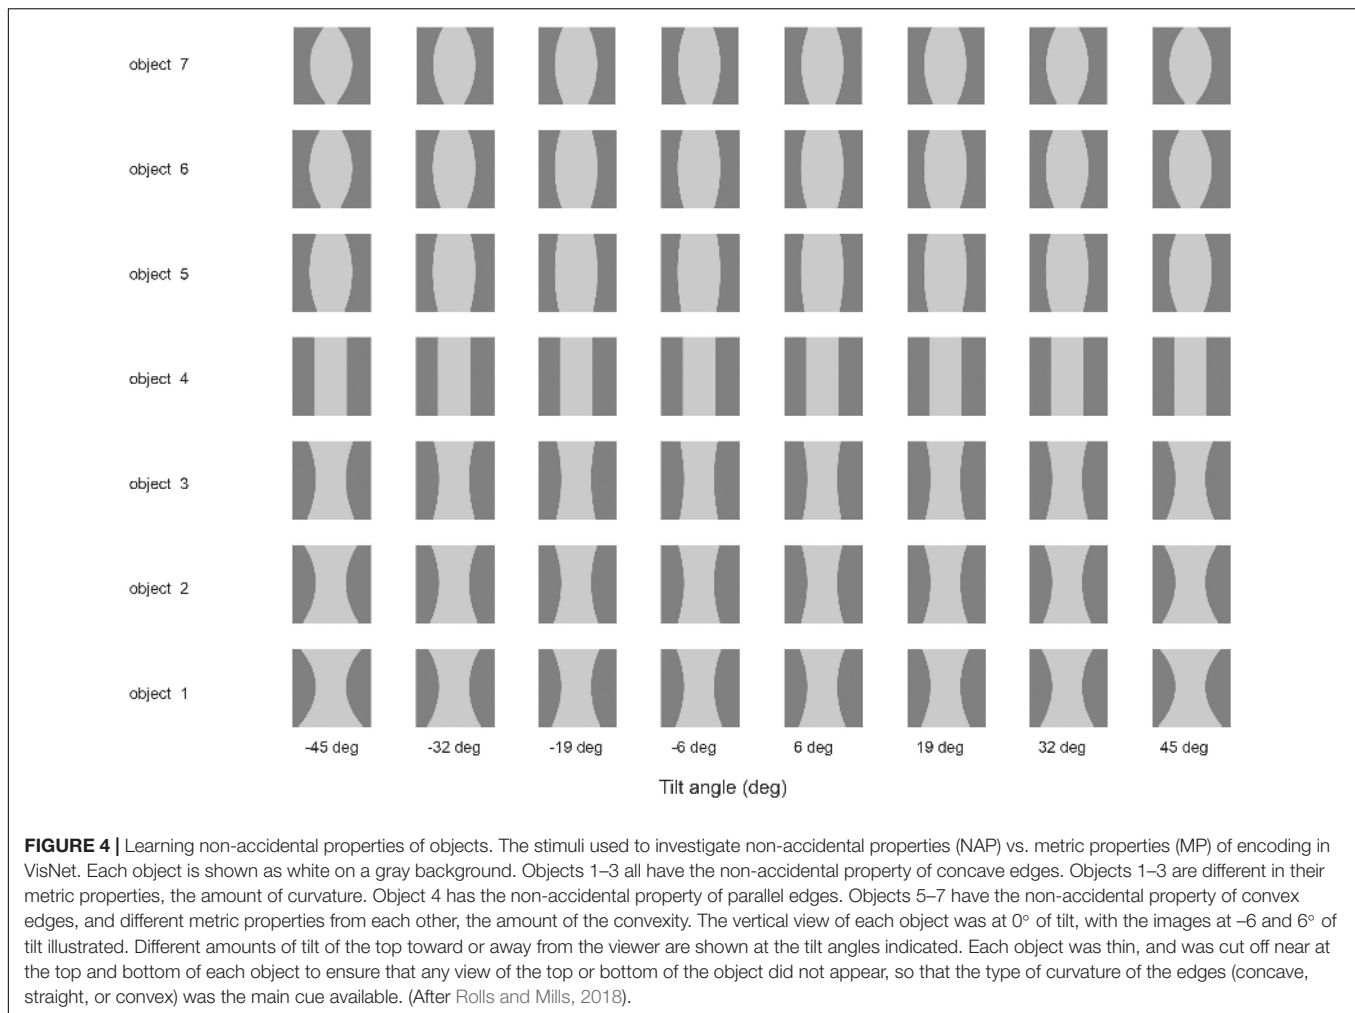 object 7
object 6
object 5
object 4
object 3
object 2
object 1
-45 deg -32 deg -19 deg -6 deg 6 deg 19 deg 32 deg 45 deg
Tilt angle (deg)
FIGURE 4 | Learning non-accidental properties of objects. The stimuli used to investigate non-accidental properties (NAP) vs. metric properties (MP) of encoding in
VisNet. Each object is shown as white on a gray background. Objects 1–3 all have the non-accidental property of concave edges. Objects 1–3 are different in their
metric properties, the amount of curvature. Object 4 has the non-accidental property of parallel edges. Objects 5–7 have the non-accidental property of convex
edges, and different metric properties from each other, the amount of the convexity. The vertical view of each object was at 0° of tilt, with the images at –6 and 6° of
tilt illustrated. Different amounts of tilt of the top toward or away from the viewer are shown at the tilt angles indicated. Each object was thin, and was cut off near at
the top and bottom of each object to ensure that any view of the top or bottom of the object did not appear, so that the type of curvature of the edges (concave,
straight, or convex) was the main cue available. (After Rolls and Mills, 2018).